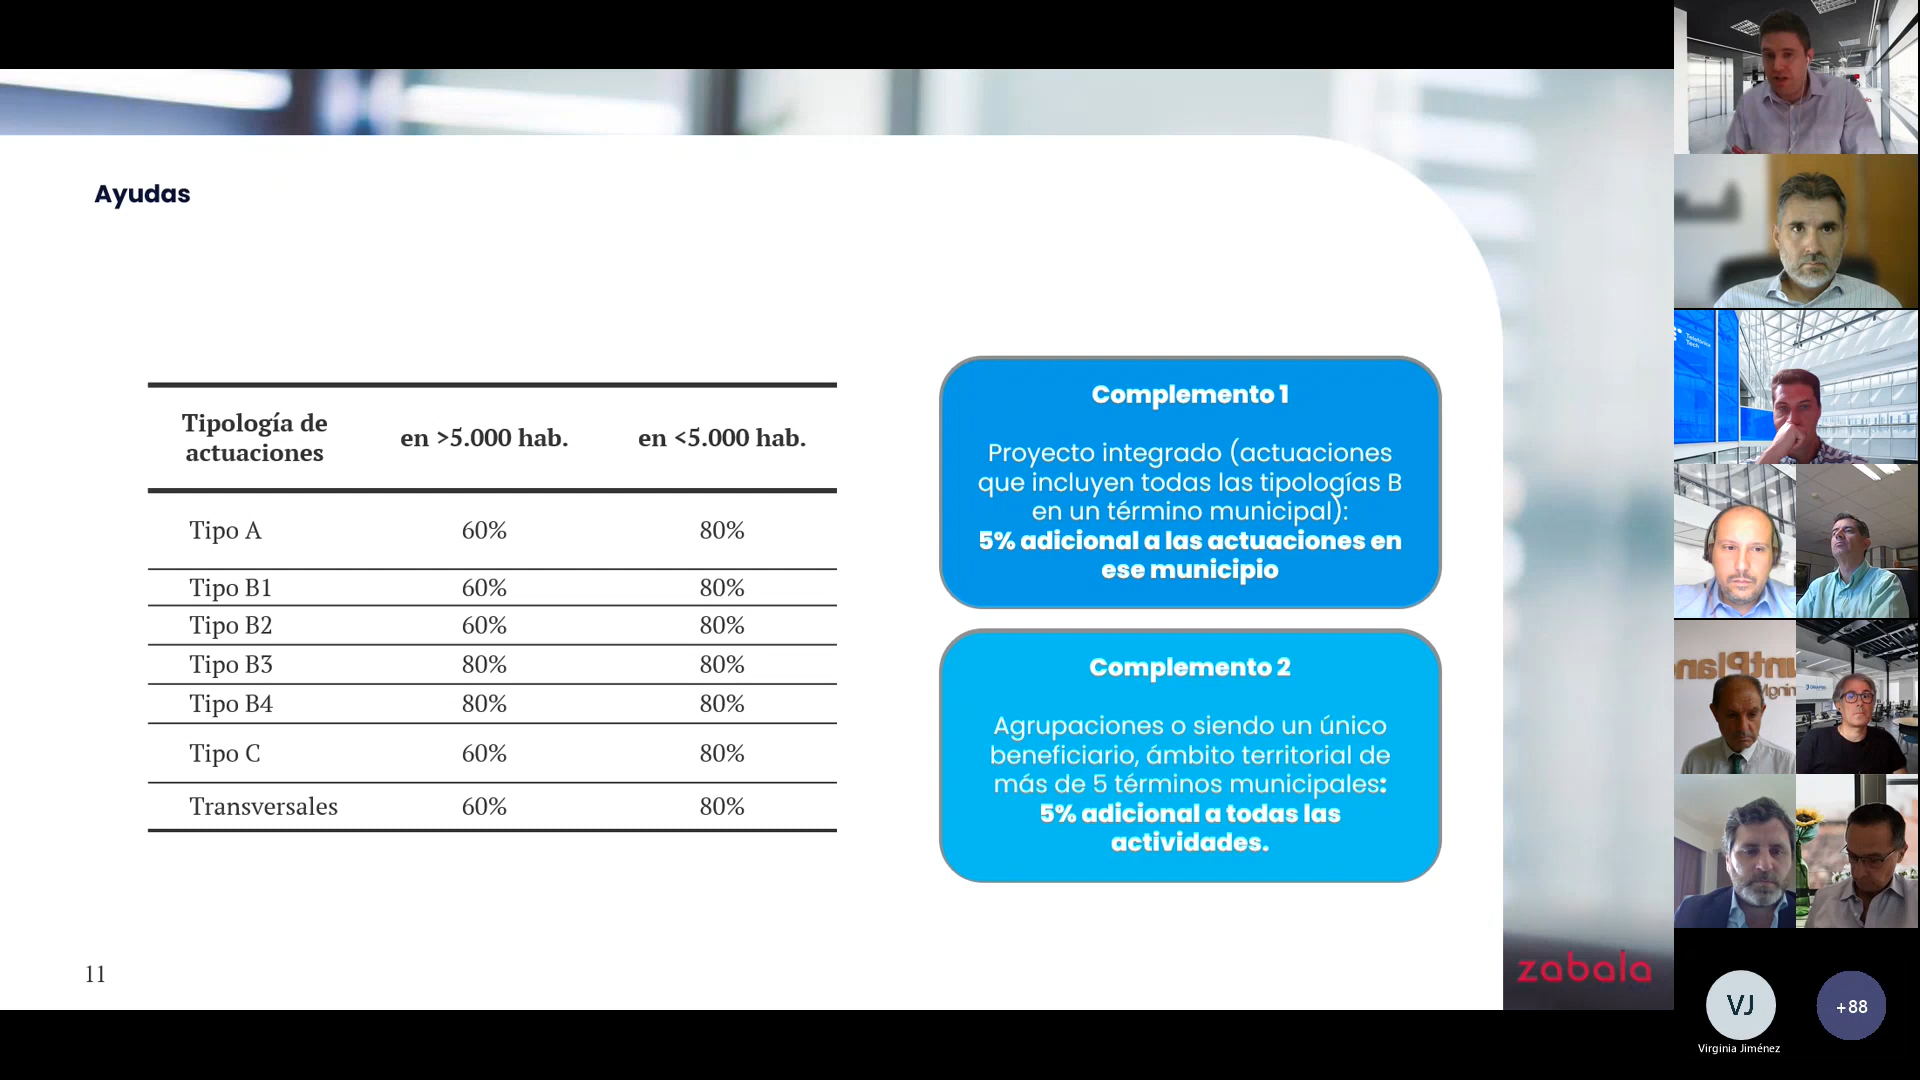 Ayudas
Tipología de
actuaciones
en >5.000 hab.
en <5.000 hab.
Tipo A 60% 80%
Tipo B1 60% 80%
Tipo B2 60% 80%
Tipo B3 80% 80%
Tipo B4 80% 80%
Tipo C 60% 80%
Transversales 60% 80%
Complemento 1
Proyecto integrado (actuaciones
que incluyen todas las tipologías B
en un término municipal):
5% adicional a las actuaciones en
ese municipio
Complemento 2
Agrupaciones o siendo un único
beneficiario, ámbito territorial de
más de 5 términos municipales:
5% adicional a todas las
actividades.
11
zabala
Telefónica
Tech
VJ
+88
Virginia Jiménez